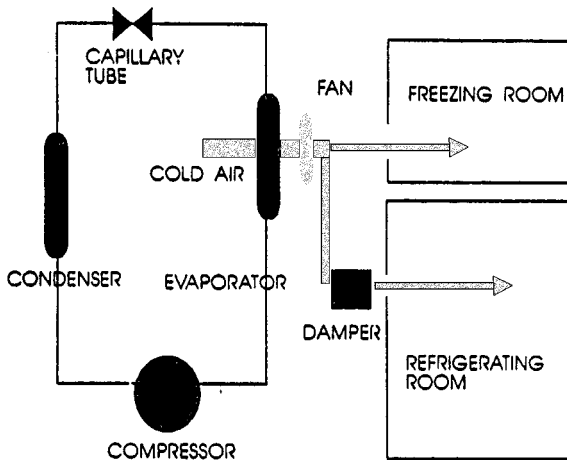 CAPILLARY
TUBE
FAN
FREEZING ROOM
COLD AIR
CONDENSER
EVAPORATOR
DAMPER
REFRIGERATING
ROOM
COMPRESSOR